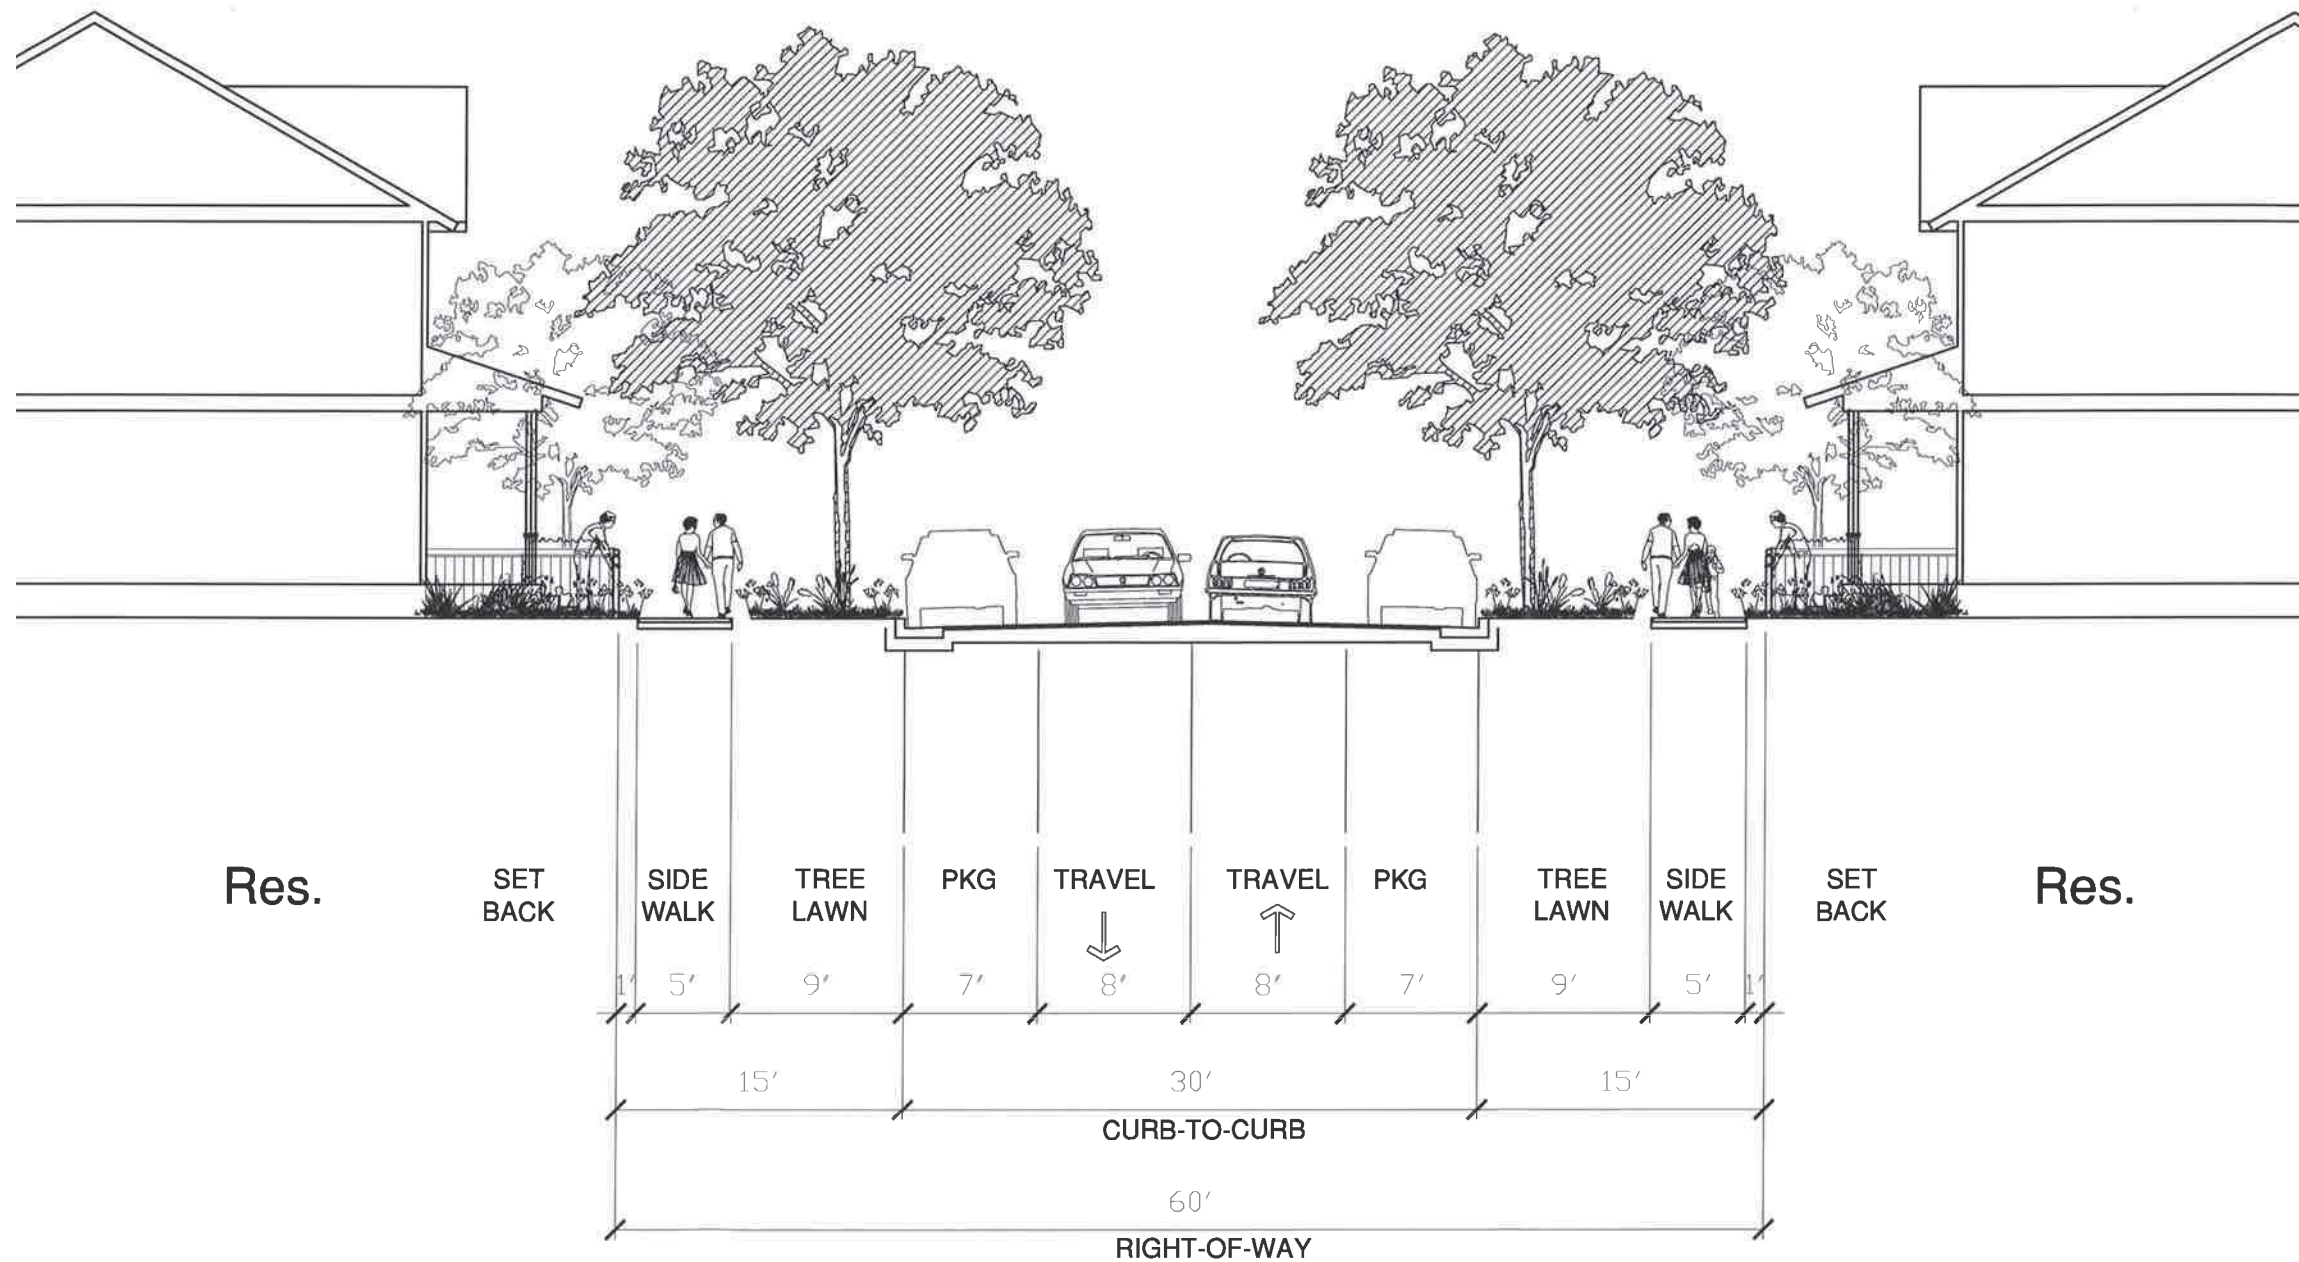 Res.
SET BACK
SIDE WALK
TREE LAWN
PKG
TRAVEL
TRAVEL
PKG
TREE LAWN
SIDE WALK
SET BACK
Res.
1' 5' 9' 7' 8' 8' 7' 9' 5' 1'
15' 30' 15'
CURB-TO-CURB
60'
RIGHT-OF-WAY